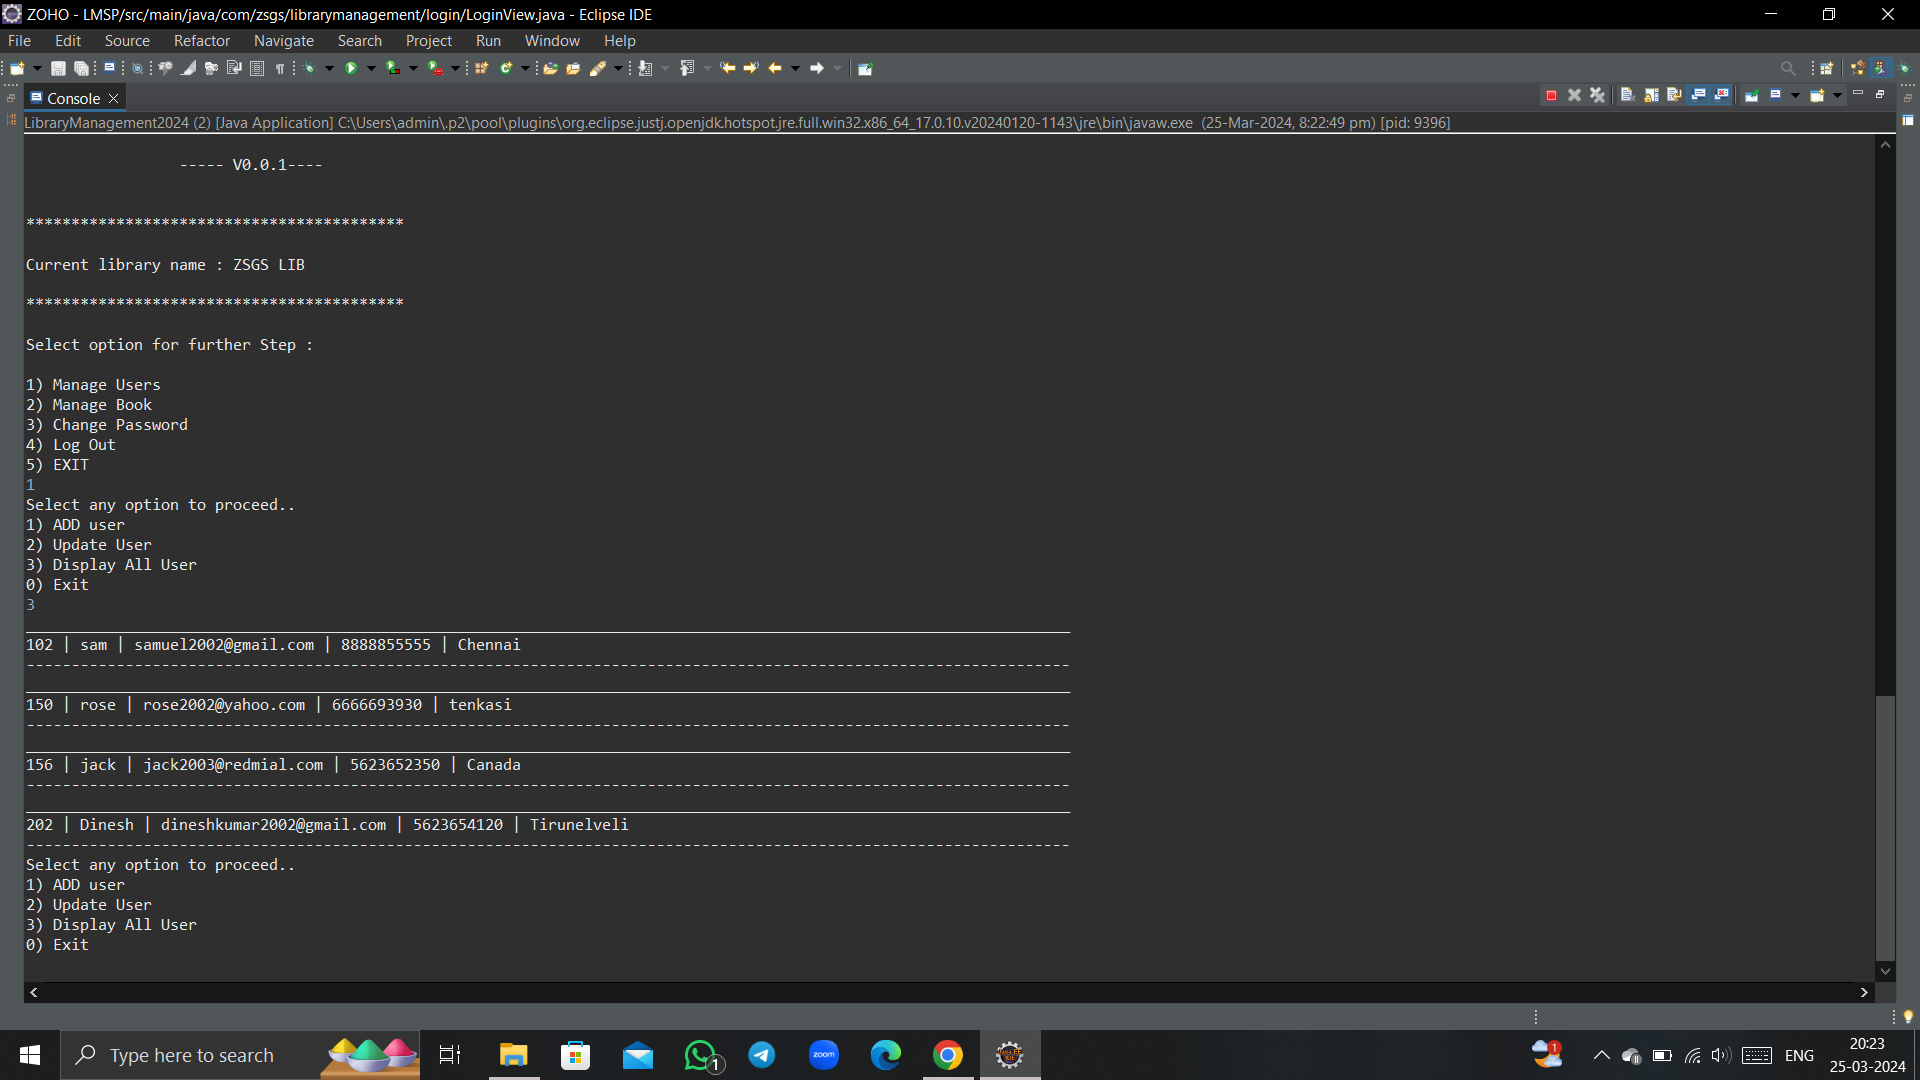 ZOHO - LMSP/src/main/java/com/zsgs/librarymanagement/login/LoginView.java - Eclipse IDE
File Edit Source Refactor Navigate Search Project Run Window Help
Console
LibraryManagement2024 (2) [Java Application] C:\Users\admin\.p2\pool\plugins\org.eclipse.justj.openjdk.hotspot.jre.full.win32.x86_64_17.0.10.v20240120-1143\jre\bin\javaw.exe (25-Mar-2024, 8:22:49 pm) [pid: 9396]
----- V0.0.1----
******************************************
Current library name : ZSGS LIB
******************************************
Select option for further Step :
1) Manage Users
2) Manage Book
3) Change Password
4) Log Out
5) EXIT
1
Select any option to proceed..
1) ADD user
2) Update User
3) Display All User
0) Exit
3
____________________________________________________________________________________________________________________
102 | sam | samuel2002@gmail.com | 8888855555 | Chennai
--------------------------------------------------------------------------------------------------------------------
____________________________________________________________________________________________________________________
150 | rose | rose2002@yahoo.com | 6666693930 | tenkasi
--------------------------------------------------------------------------------------------------------------------
____________________________________________________________________________________________________________________
156 | jack | jack2003@redmial.com | 5623652350 | Canada
--------------------------------------------------------------------------------------------------------------------
____________________________________________________________________________________________________________________
202 | Dinesh | dineshkumar2002@gmail.com | 5623654120 | Tirunelveli
--------------------------------------------------------------------------------------------------------------------
Select any option to proceed..
1) ADD user
2) Update User
3) Display All User
0) Exit
Type here to search
1
zoom
1
ENG
20:23
25-03-2024